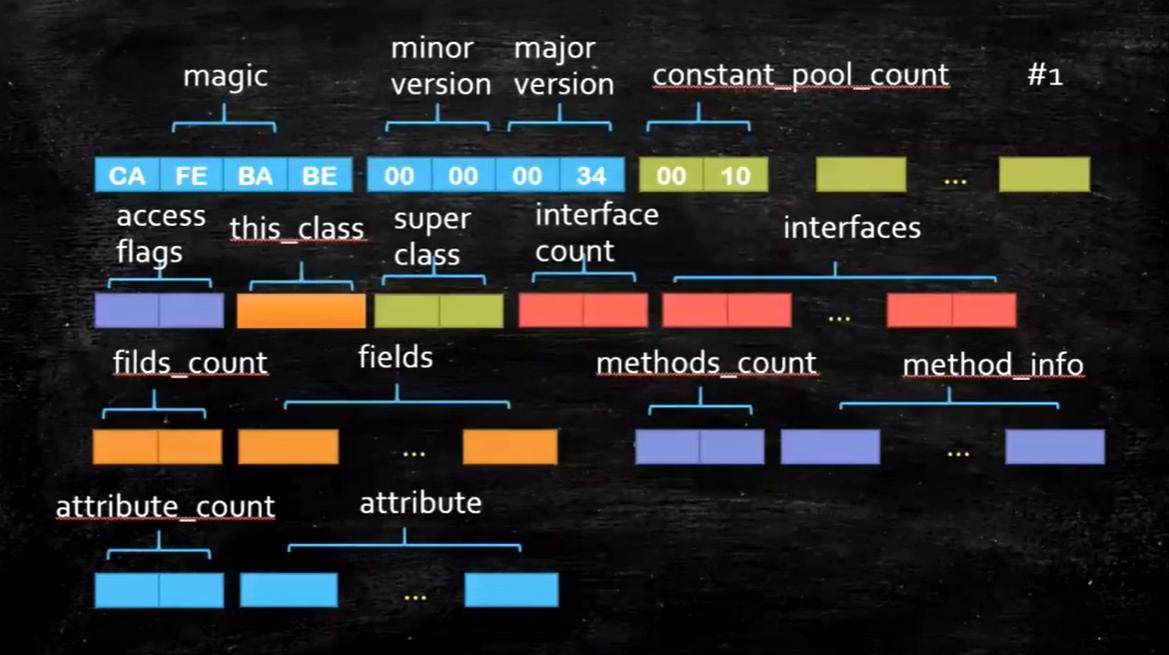 magic
minor
version
major
version
constant_pool_count
#1
CA FE BA BE 00 00 00 34 00 10 ...
access
flags
this_class
super
class
interface
count
interfaces
...
filds_count
fields
methods_count
method_info
... ...
attribute_count
attribute
...